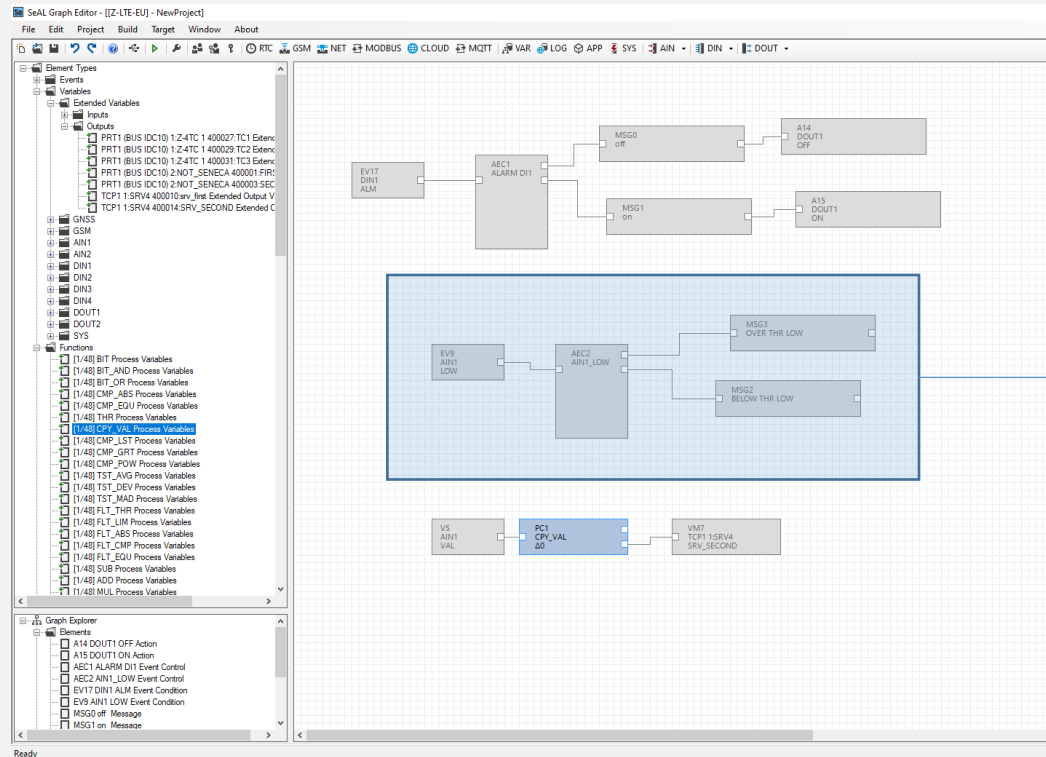 SeAL Graph Editor - [[Z-LTE-EU] - NewProject]
File Edit Project Build Target Window About
RTC GSM NET MODBUS CLOUD MQTT VAR LOG APP SYS AIN DIN DOUT
Element Types
Events
Variables
Extended Variables
Inputs
Outputs
PRT1 (BUS IDC10) 1:Z-4TC 1 400027:TC1 Extenc
PRT1 (BUS IDC10) 1:Z-4TC 1 400029:TC2 Extenc
PRT1 (BUS IDC10) 1:Z-4TC 1 400031:TC3 Extenc
PRT1 (BUS IDC10) 2:NOT_SENECA 400001:FIRS
PRT1 (BUS IDC10) 2:NOT_SENECA 400003:SEC
TCP1 1:SRV4 400010:srv_first Extended Output V
TCP1 1:SRV4 400014:SRV_SECOND Extended C
GNSS
GSM
AIN1
AIN2
DIN1
DIN2
DIN3
DIN4
DOUT1
DOUT2
SYS
Functions
[1/48] BIT Process Variables
[1/48] BIT_AND Process Variables
[1/48] BIT_OR Process Variables
[1/48] CMP_ABS Process Variables
[1/48] CMP_EQU Process Variables
[1/48] THR Process Variables
[1/48] CPY_VAL Process Variables
[1/48] CMP_LST Process Variables
[1/48] CMP_GRT Process Variables
[1/48] CMP_POW Process Variables
[1/48] TST_AVG Process Variables
[1/48] TST_DEV Process Variables
[1/48] TST_MAD Process Variables
[1/48] FLT_THR Process Variables
[1/48] FLT_LIM Process Variables
[1/48] FLT_ABS Process Variables
[1/48] FLT_CMP Process Variables
[1/48] FLT_EQU Process Variables
[1/48] SUB Process Variables
[1/48] ADD Process Variables
[1/48] MUL Process Variables
Graph Explorer
Elements
A14 DOUT1 OFF Action
A15 DOUT1 ON Action
AEC1 ALARM DI1 Event Control
AEC2 AIN1_LOW Event Control
EV17 DIN1 ALM Event Condition
EV9 AIN1 LOW Event Condition
MSG0 off Message
MSG1 on Message
Ready
EV17
DIN1
ALM
AEC1
ALARM DI1
MSG0
off
A14
DOUT1
OFF
MSG1
on
A15
DOUT1
ON
EV9
AIN1
LOW
AEC2
AIN1_LOW
MSG3
OVER THR LOW
MSG2
BELOW THR LOW
V5
AIN1
VAL
PC1
CPY_VAL
Δ0
VM7
TCP1 1:SRV4
SRV_SECOND